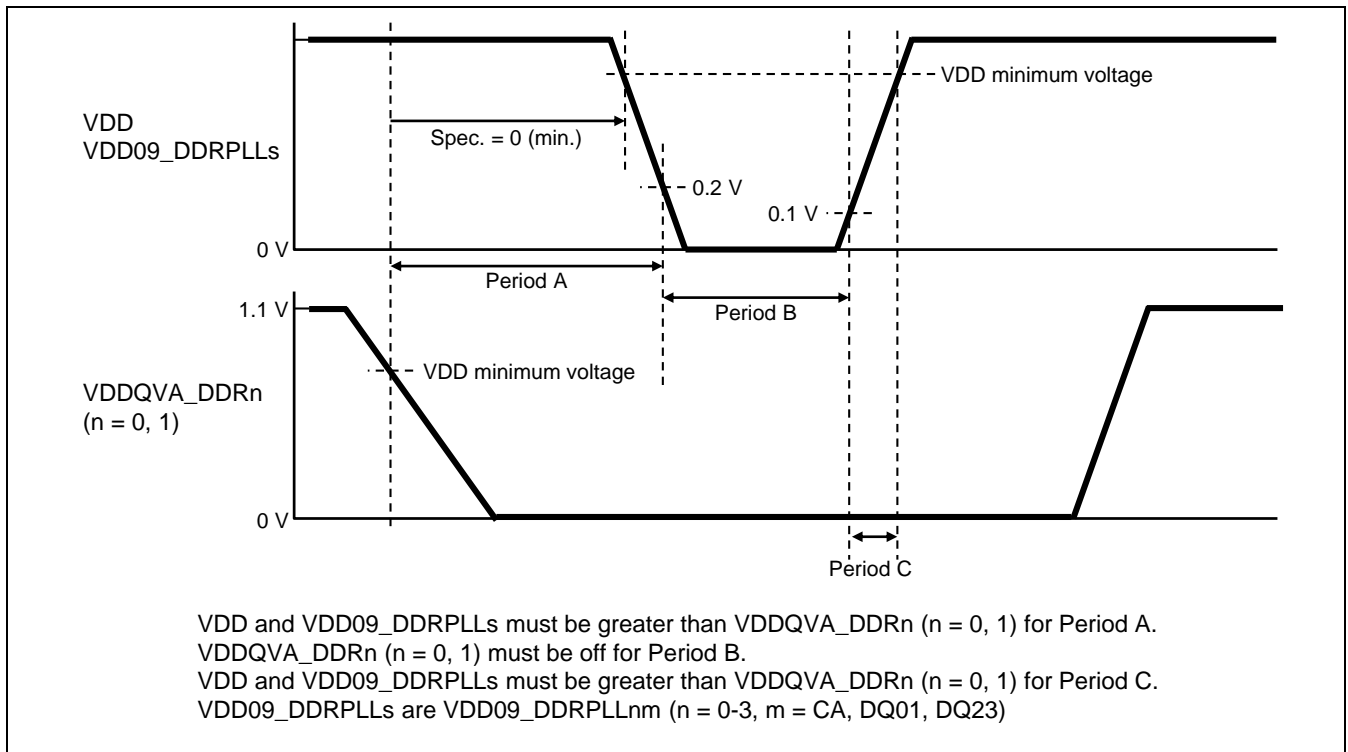 VDD minimum voltage
VDD
VDD09_DDRPLLs
Spec. = 0 (min.)
0.2 V
0.1 V
0 V
Period A
Period B
1.1 V
VDD minimum voltage
VDDQVA_DDRn
(n = 0, 1)
0 V
Period C
VDD and VDD09_DDRPLLs must be greater than VDDQVA_DDRn (n = 0, 1) for Period A.
VDDQVA_DDRn (n = 0, 1) must be off for Period B.
VDD and VDD09_DDRPLLs must be greater than VDDQVA_DDRn (n = 0, 1) for Period C.
VDD09_DDRPLLs are VDD09_DDRPLLnm (n = 0-3, m = CA, DQ01, DQ23)